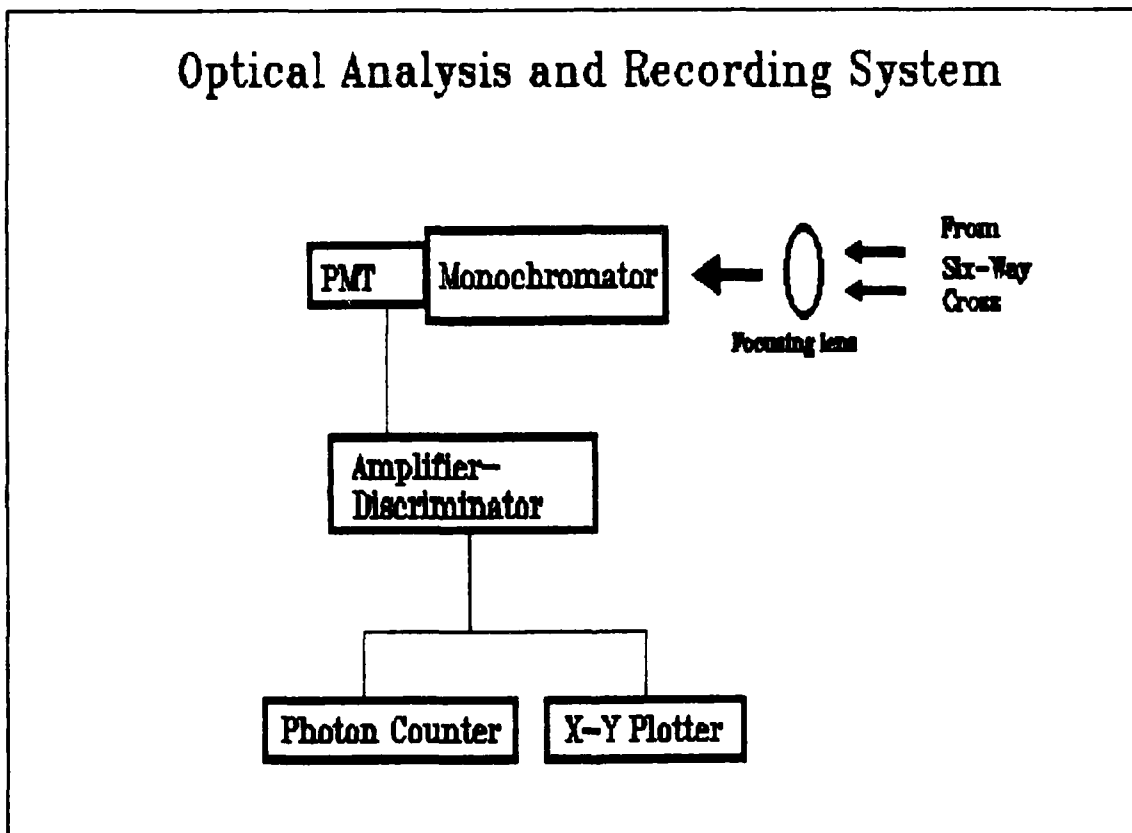 Optical Analysis and Recording System
From
Six-Way
Cross
PMT
Monochromator
Focusing lens
Amplifier-
Discriminator
Photon Counter
X-Y Plotter